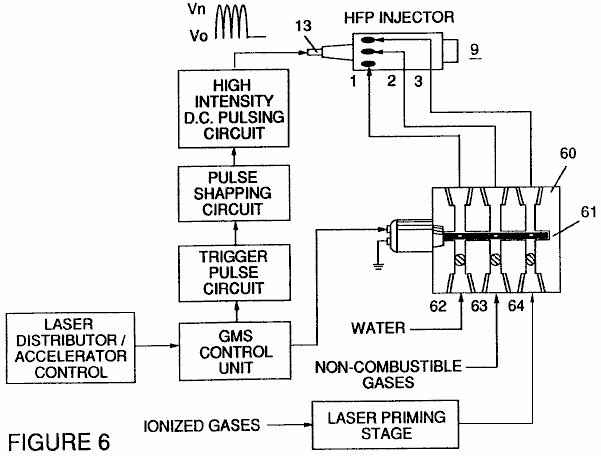 Vn
Vo
13
HFP INJECTOR
9
1 2 3
HIGH
INTENSITY
D.C. PULSING
CIRCUIT
PULSE
SHAPPING
CIRCUIT
TRIGGER
PULSE
CIRCUIT
60
61
62 63 64
LASER
DISTRIBUTOR /
ACCELERATOR
CONTROL
GMS
CONTROL
UNIT
WATER
NON-COMBUSTIBLE
GASES
IONIZED GASES
LASER PRIMING
STAGE
FIGURE 6